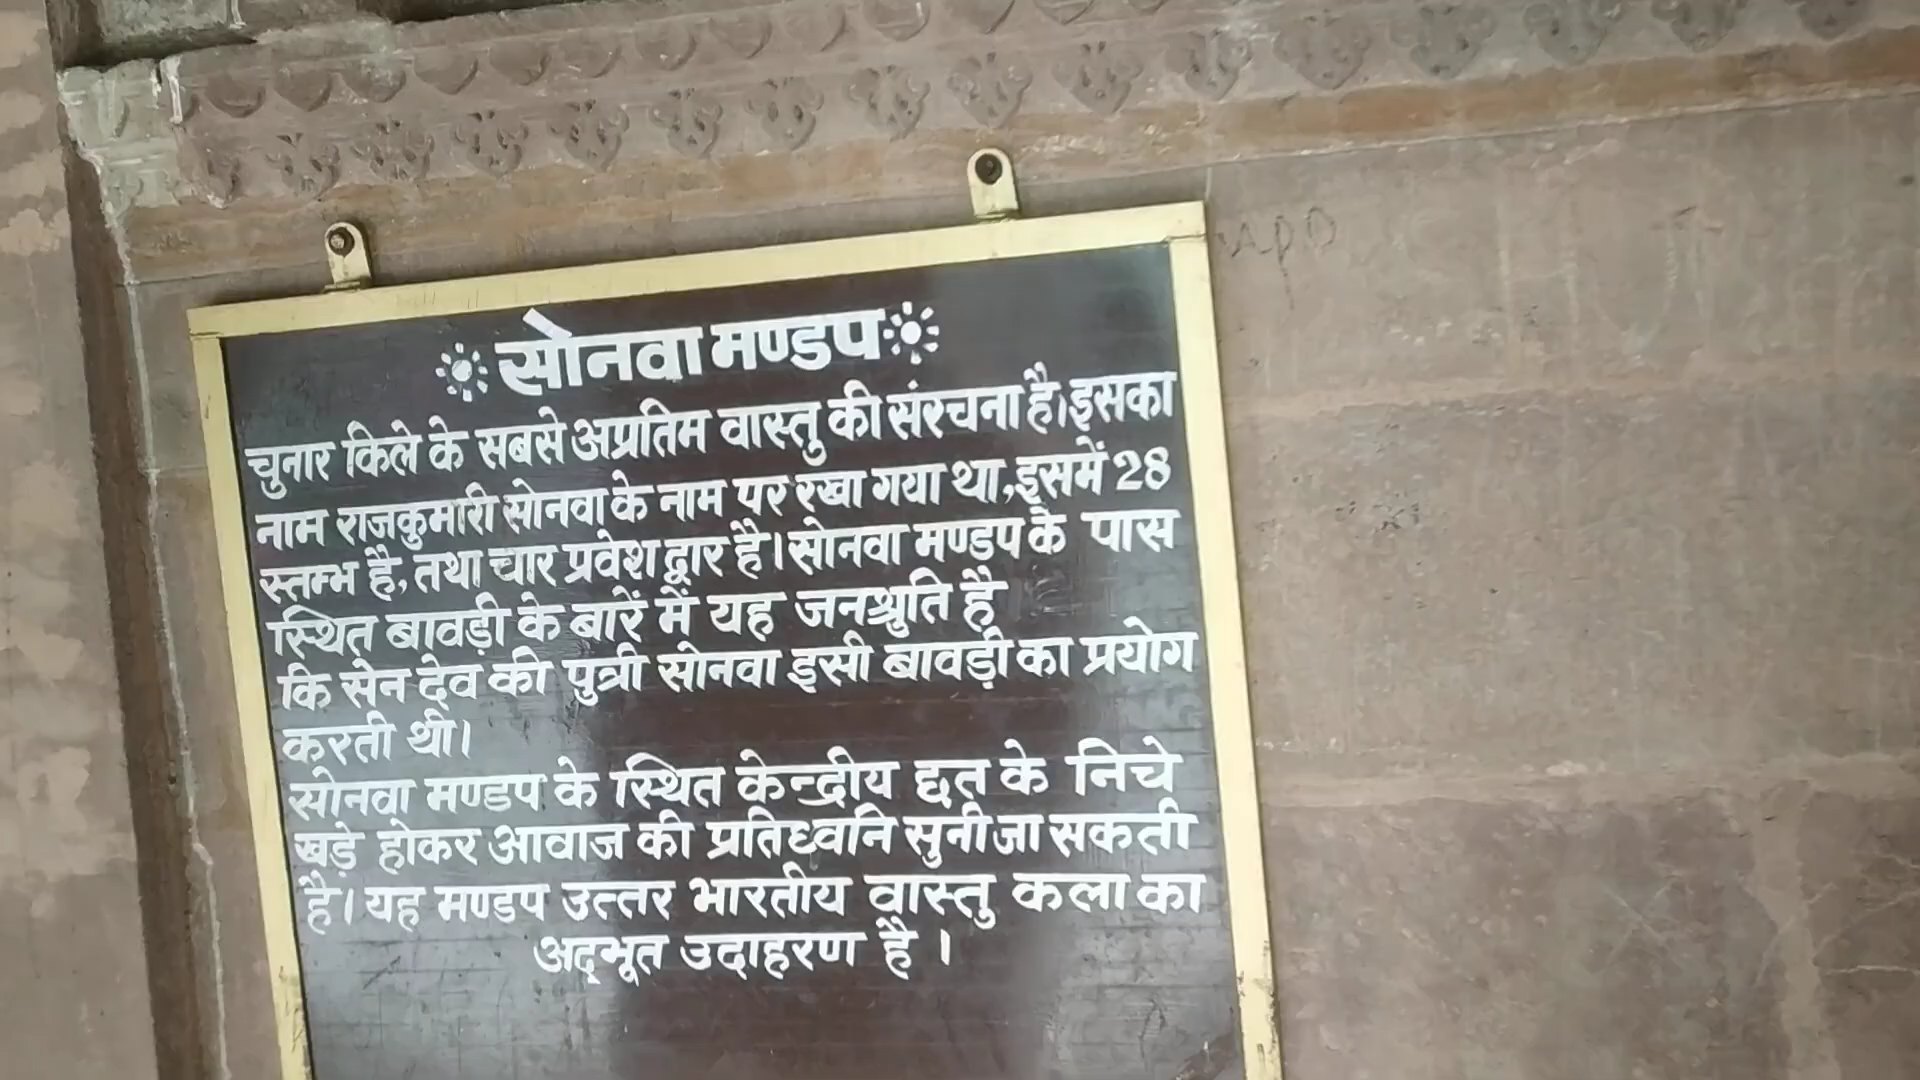 सोनवा मण्डप
चुनार किले के सबसे अप्रतिम वास्तु की संरचना है। इसका
नाम राजकुमारी सोनवा के नाम पर रखा गया था, इसमें 28
स्तम्भ है, तथा चार प्रवेश द्वार है। सोनवा मण्डप के पास
स्थित बावड़ी के बारें में यह जनश्रुति है
कि सेन देव की पुत्री सोनवा इसी बावड़ी का प्रयोग
करती थी।
सोनवा मण्डप के स्थित केन्द्रीय छत के निचे
खड़े होकर आवाज की प्रतिध्वनि सुनी जा सकती
है। यह मण्डप उत्तर भारतीय वास्तु कला का
अद्भूत उदाहरण है ।